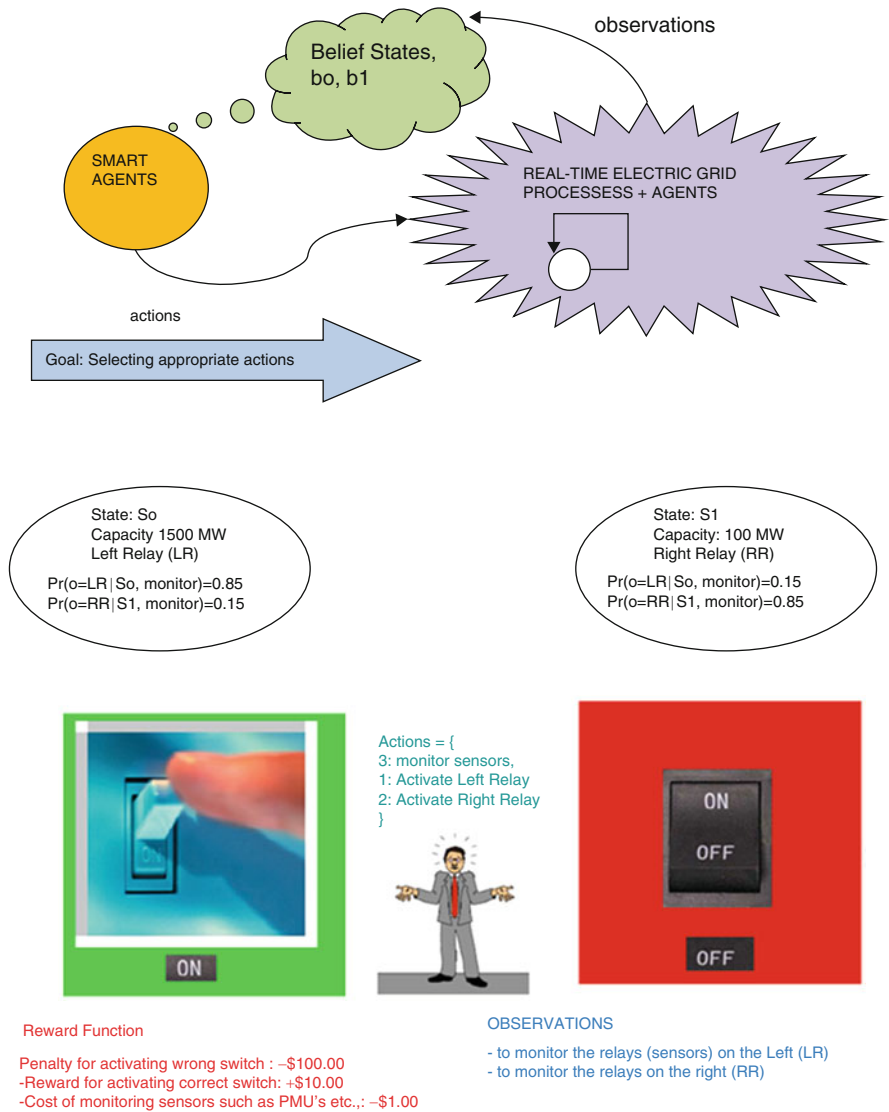 observations
Belief States,
bo, b1
SMART
AGENTS
REAL-TIME ELECTRIC GRID
PROCESSESS + AGENTS
actions
Goal: Selecting appropriate actions
State: So
Capacity 1500 MW
Left Relay (LR)
Pr(o=LR|So, monitor)=0.85
Pr(o=RR|S1, monitor)=0.15
State: S1
Capacity: 100 MW
Right Relay (RR)
Pr(o=LR|So, monitor)=0.15
Pr(o=RR|S1, monitor)=0.85
Actions = {
3: monitor sensors,
1: Activate Left Relay
2: Activate Right Relay
}
ON
ON
ON
OFF
OFF
Reward Function
Penalty for activating wrong switch : –$100.00
-Reward for activating correct switch: +$10.00
-Cost of monitoring sensors such as PMU's etc.,: –$1.00
OBSERVATIONS
- to monitor the relays (sensors) on the Left (LR)
- to monitor the relays on the right (RR)